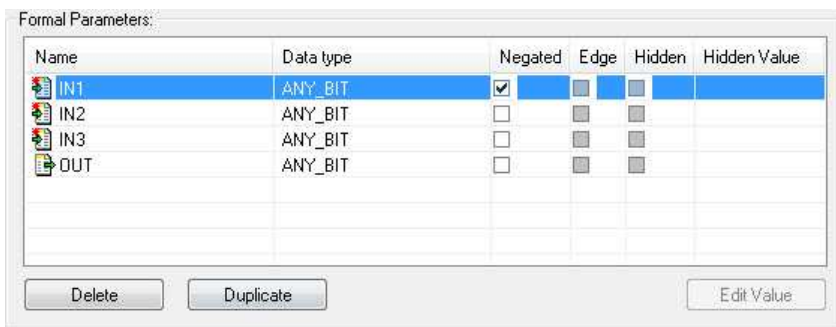 Formal Parameters:
Name Data type Negated Edge Hidden Hidden Value
IN1 ANY_BIT
IN2 ANY_BIT
IN3 ANY_BIT
OUT ANY_BIT
Delete Duplicate Edit Value